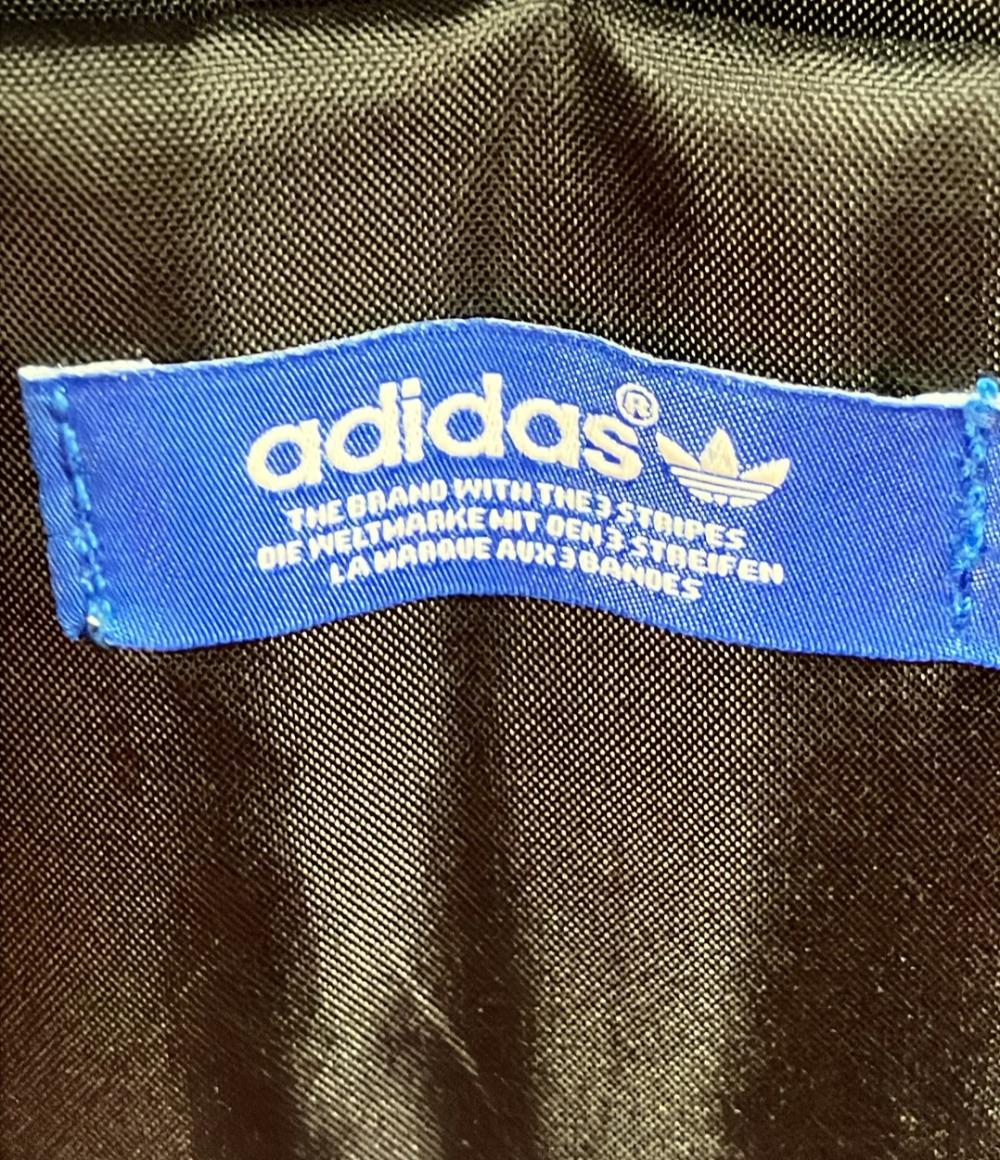 adidas®
THE BRAND WITH THE 3 STRIPES
DIE WELTMARKE MIT DEN 3 STREIFEN
LA MARQUE AUX 3 BANDES